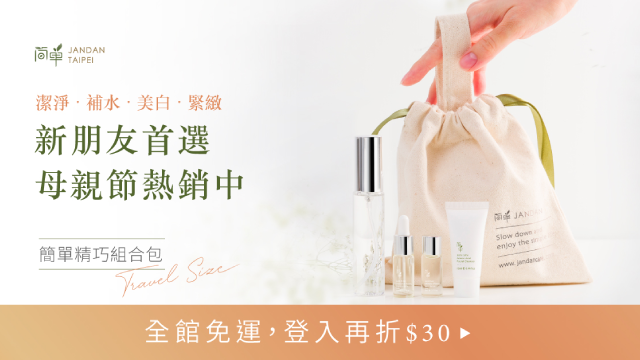 简單 JANDAN
TAIPEI
潔淨‧補水‧美白‧緊緻
新朋友首選
母親節熱銷中
簡單精巧組合包
Travel Size
简單 JANDAN
Slow down
enjoy the
www.jandan
全館免運，登入再折$30